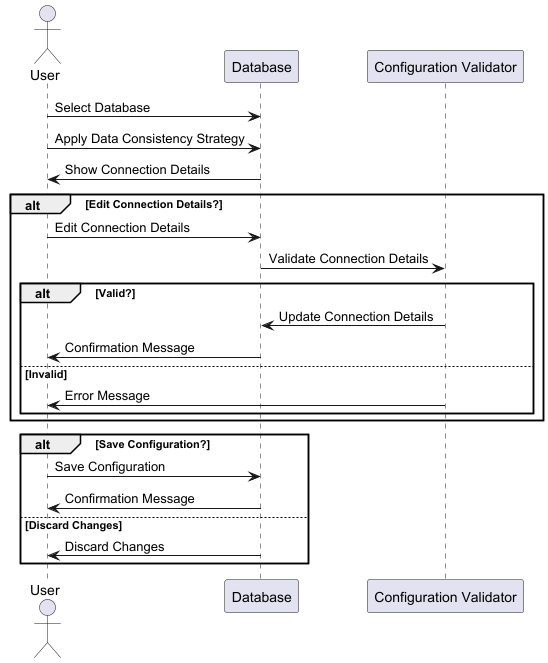 User
Database
Configuration Validator
Select Database
Apply Data Consistency Strategy
Show Connection Details
alt [Edit Connection Details?]
Edit Connection Details
Validate Connection Details
alt [Valid?]
Update Connection Details
Confirmation Message
[Invalid]
Error Message
alt [Save Configuration?]
Save Configuration
Confirmation Message
[Discard Changes]
Discard Changes
User
Database
Configuration Validator